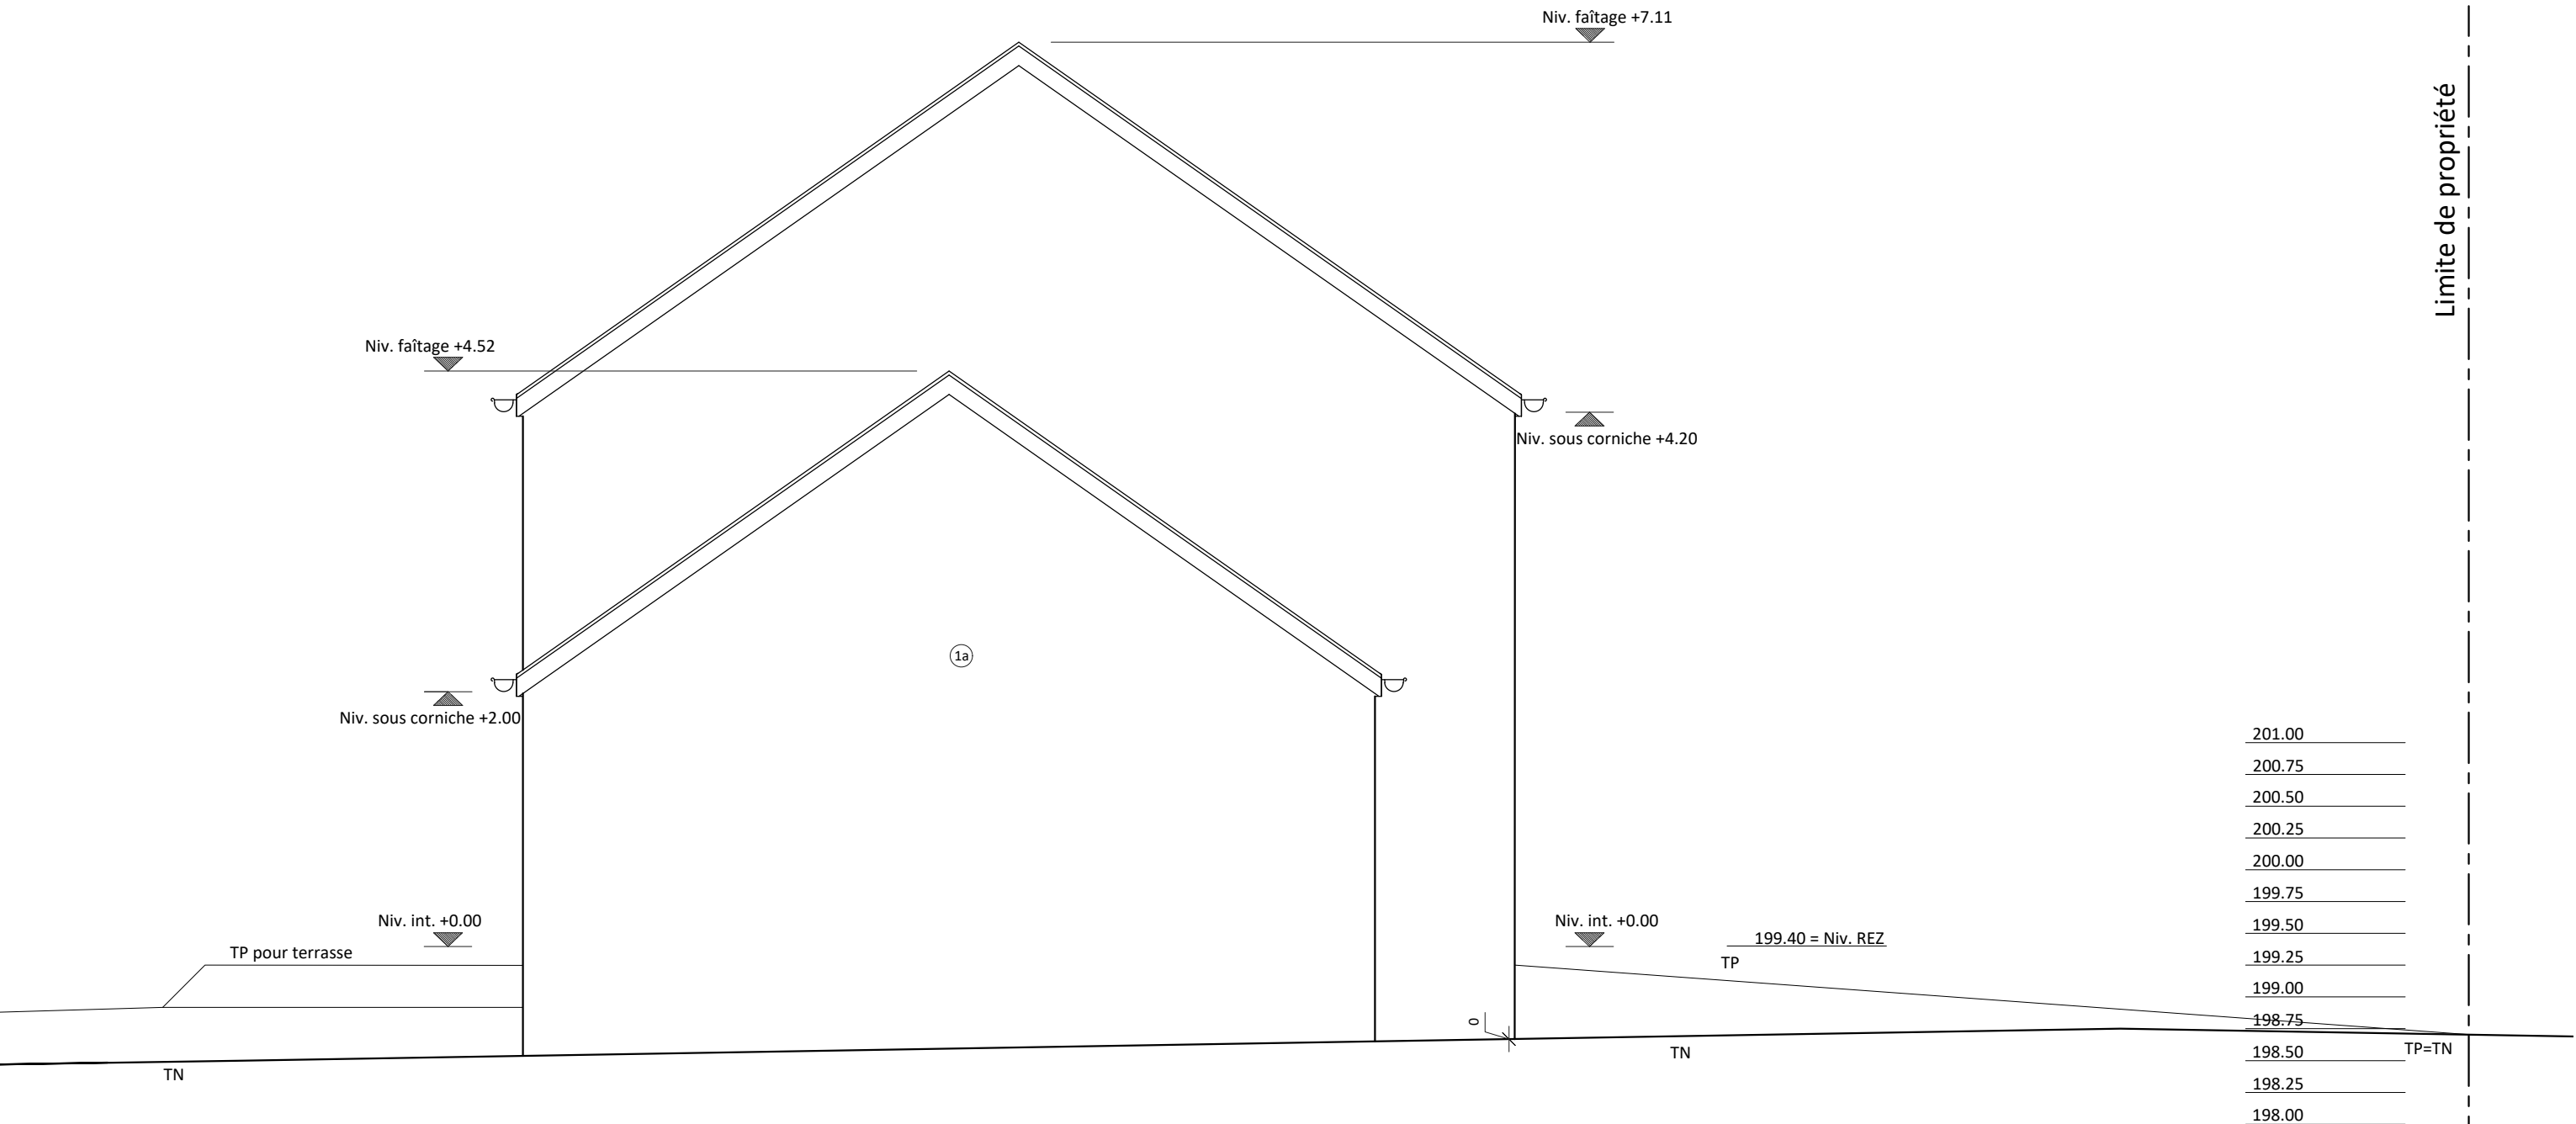 Niv. faîtage +7.11
Limite de propriété
Niv. faîtage +4.52
Niv. sous corniche +4.20
1a
Niv. sous corniche +2.00
201.00
200.75
200.50
200.25
200.00
199.75
199.50
199.25
199.00
198.75
198.50
198.25
198.00
Niv. int. +0.00
TP pour terrasse
Niv. int. +0.00
199.40 = Niv. REZ
TP
0
TN
TN
TP=TN